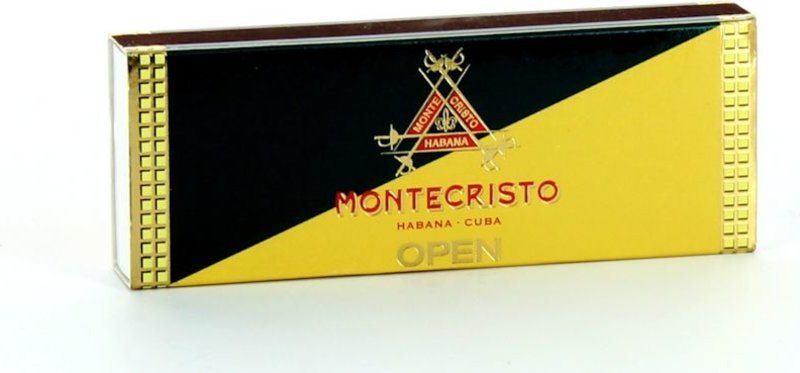 MONTE CRISTO
HABANA
MONTECRISTO
HABANA · CUBA
OPEN